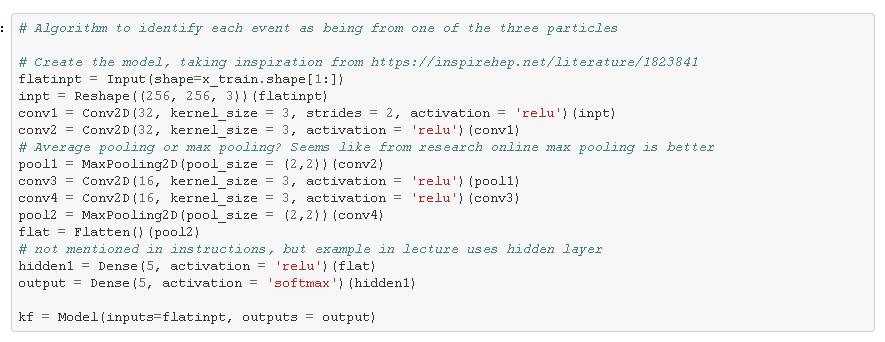 # Algorithm to identify each event as being from one of the three particles
# Create the model, taking inspiration from https://inspirehep.net/literature/1823841
flatinpt = Input(shape=x_train.shape[1:])
inpt = Reshape((256, 256, 3))(flatinpt)
conv1 = Conv2D(32, kernel_size = 3, strides = 2, activation = 'relu')(inpt)
conv2 = Conv2D(32, kernel_size = 3, activation = 'relu')(conv1)
# Average pooling or max pooling? Seems like from research online max pooling is better
pool1 = MaxPooling2D(pool_size = (2,2))(conv2)
conv3 = Conv2D(16, kernel_size = 3, activation = 'relu')(pool1)
conv4 = Conv2D(16, kernel_size = 3, activation = 'relu')(conv3)
pool2 = MaxPooling2D(pool_size = (2,2))(conv4)
flat = Flatten()(pool2)
# not mentioned in instructions, but example in lecture uses hidden layer
hidden1 = Dense(5, activation = 'relu')(flat)
output = Dense(5, activation = 'softmax')(hidden1)
kf = Model(inputs=flatinpt, outputs = output)